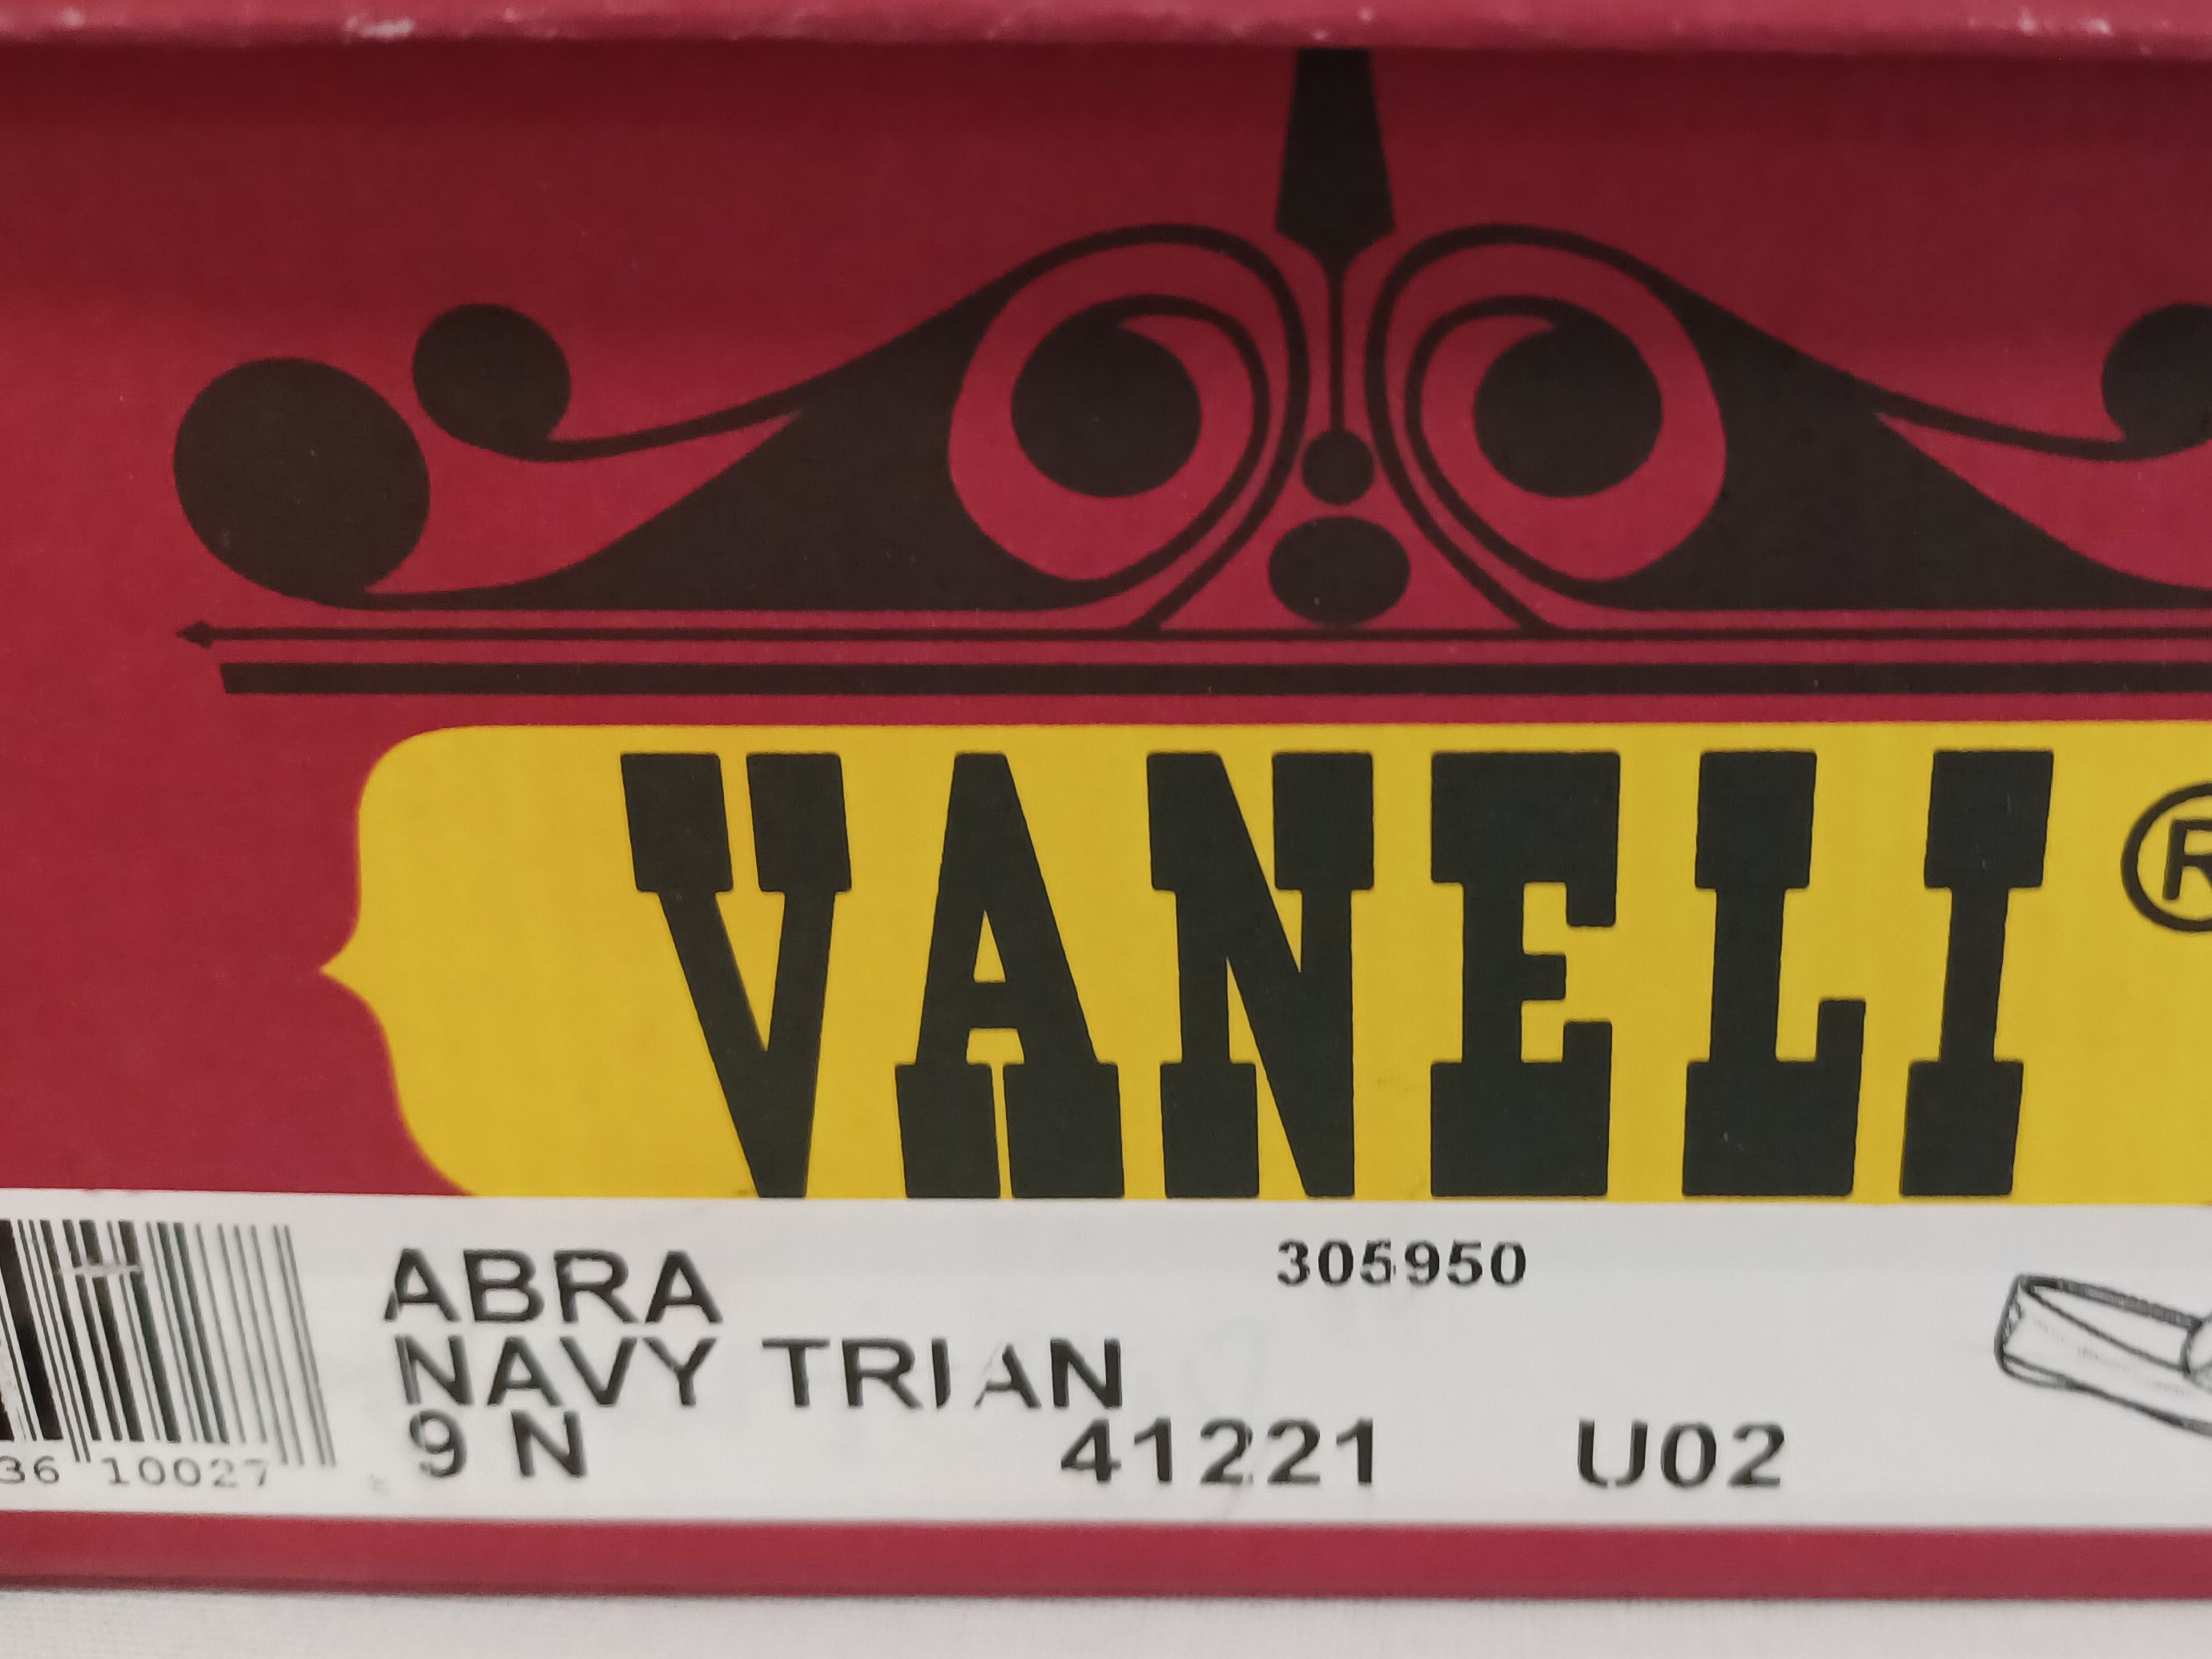 VANELI®
ABRA
305950
NAVY TRIAN
9 N 41221 U02
36 10027